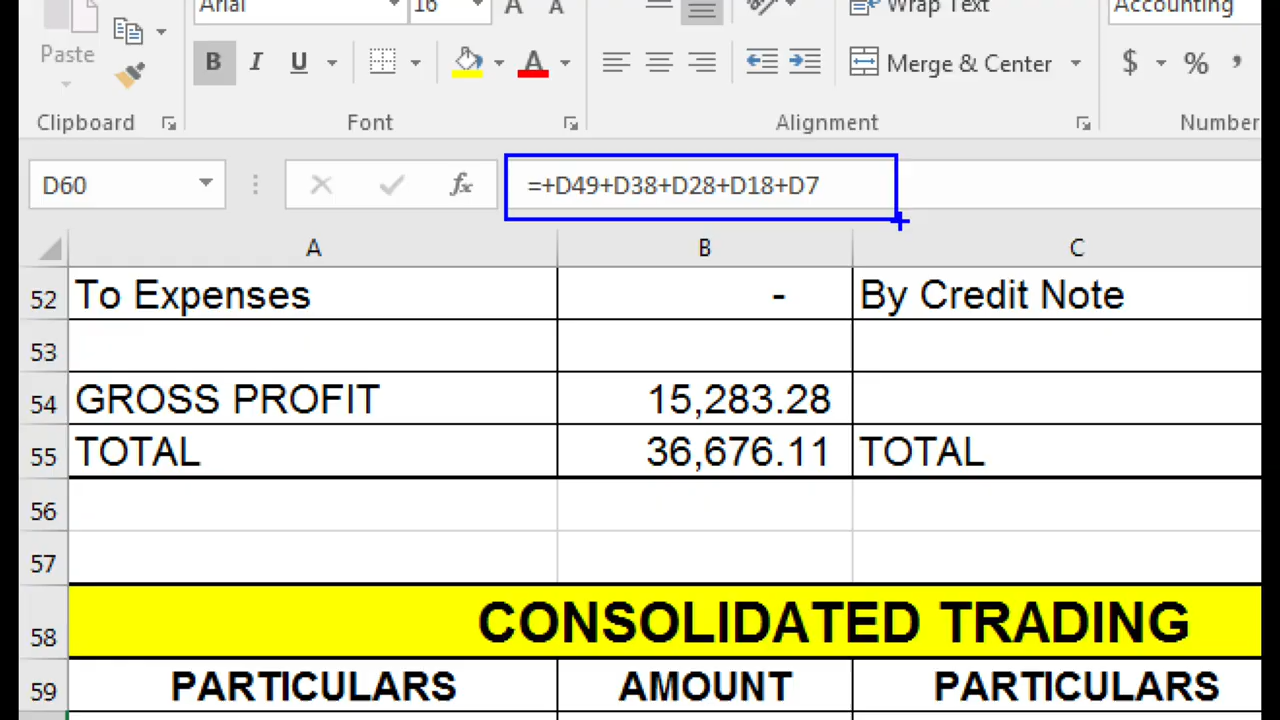 Arial 16 Wrap Text Accounting
Paste B I U A Merge & Center $ % ,
Clipboard Font Alignment Number
D60 fx =+D49+D38+D28+D18+D7
A B C
52 To Expenses - By Credit Note
53
54 GROSS PROFIT 15,283.28
55 TOTAL 36,676.11 TOTAL
56
57
58 CONSOLIDATED TRADING
59 PARTICULARS AMOUNT PARTICULARS